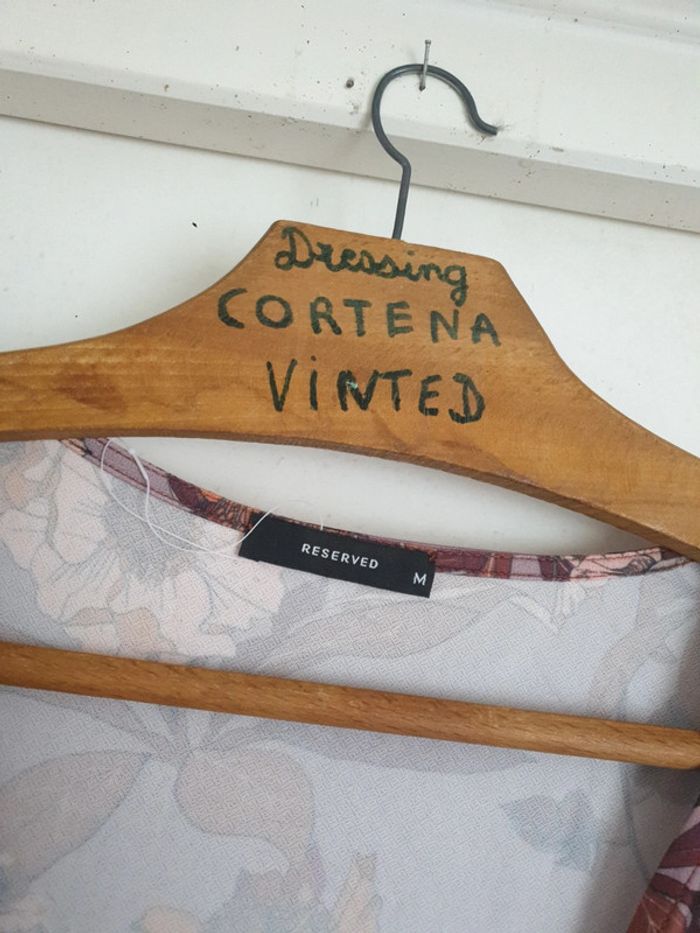 Dressing
CORTENA
ViNTED
RESERVED
M